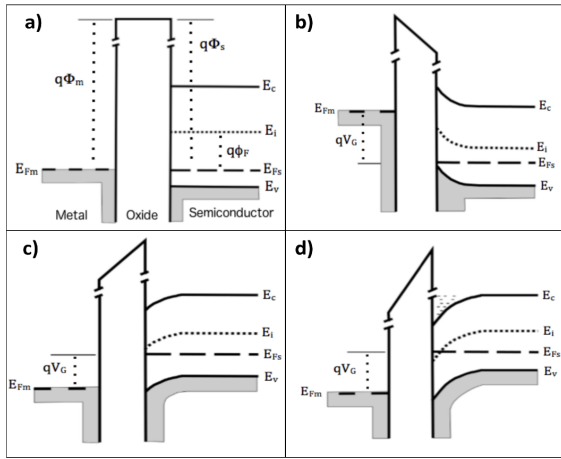 a)
qΦm
qΦs
Ec
Ei
qϕF
EFm
EFs
Ev
Metal
Oxide
Semiconductor
b)
EFm
qVG
Ec
Ei
EFs
Ev
c)
Ec
Ei
qVG
EFs
EFm
Ev
d)
Ec
Ei
qVG
EFs
EFm
Ev